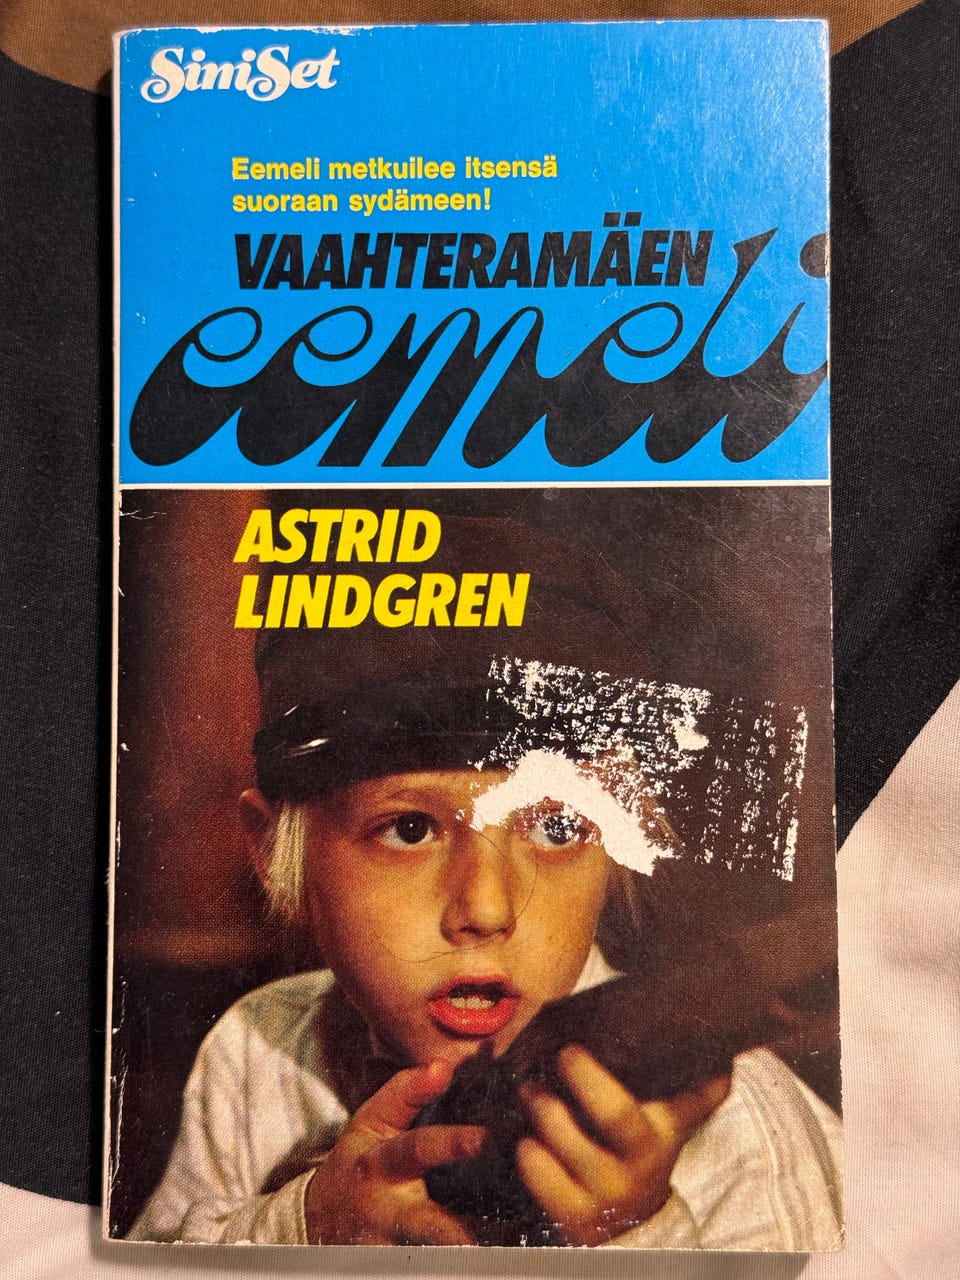 SiniSet
Eemeli metkuilee itsensä
suoraan sydämeen!
VAAHTERAMÄEN
eemeli
ASTRID
LINDGREN